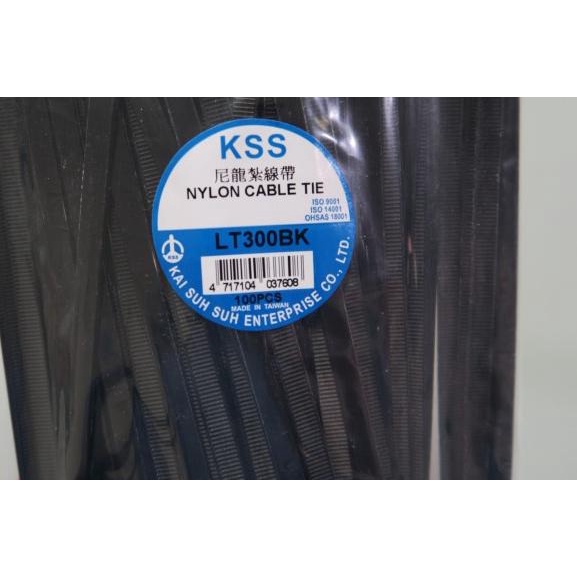 KSS
尼龍紮線帶
NYLON CABLE TIE
ISO 9001
ISO 14001
OHSAS 18001
LT300BK
KSS
4 717104 037608
100PCS
MADE IN TAIWAN
KAI SUH SUH ENTERPRISE CO., LTD.